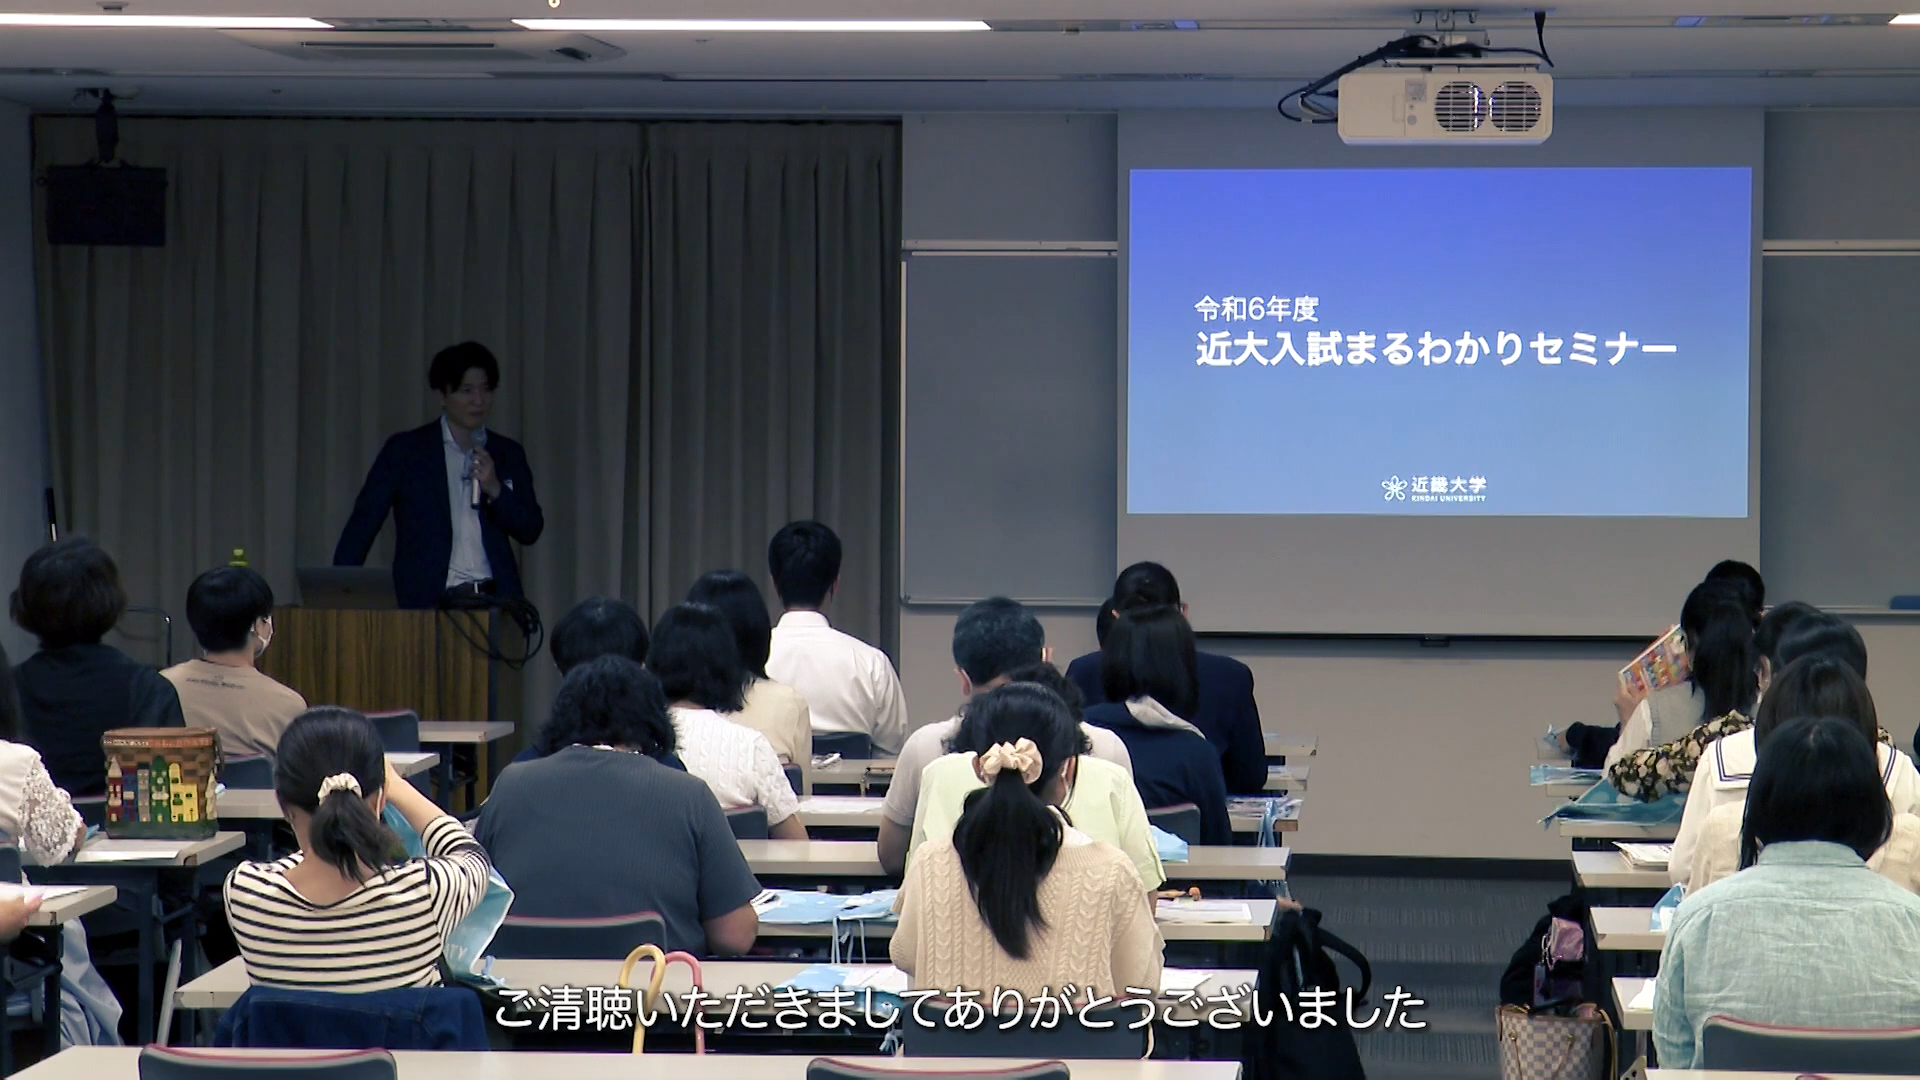 令和6年度
近大入試まるわかりセミナー
近畿大学
KINDAI UNIVERSITY
ご清聴いただきましてありがとうございました